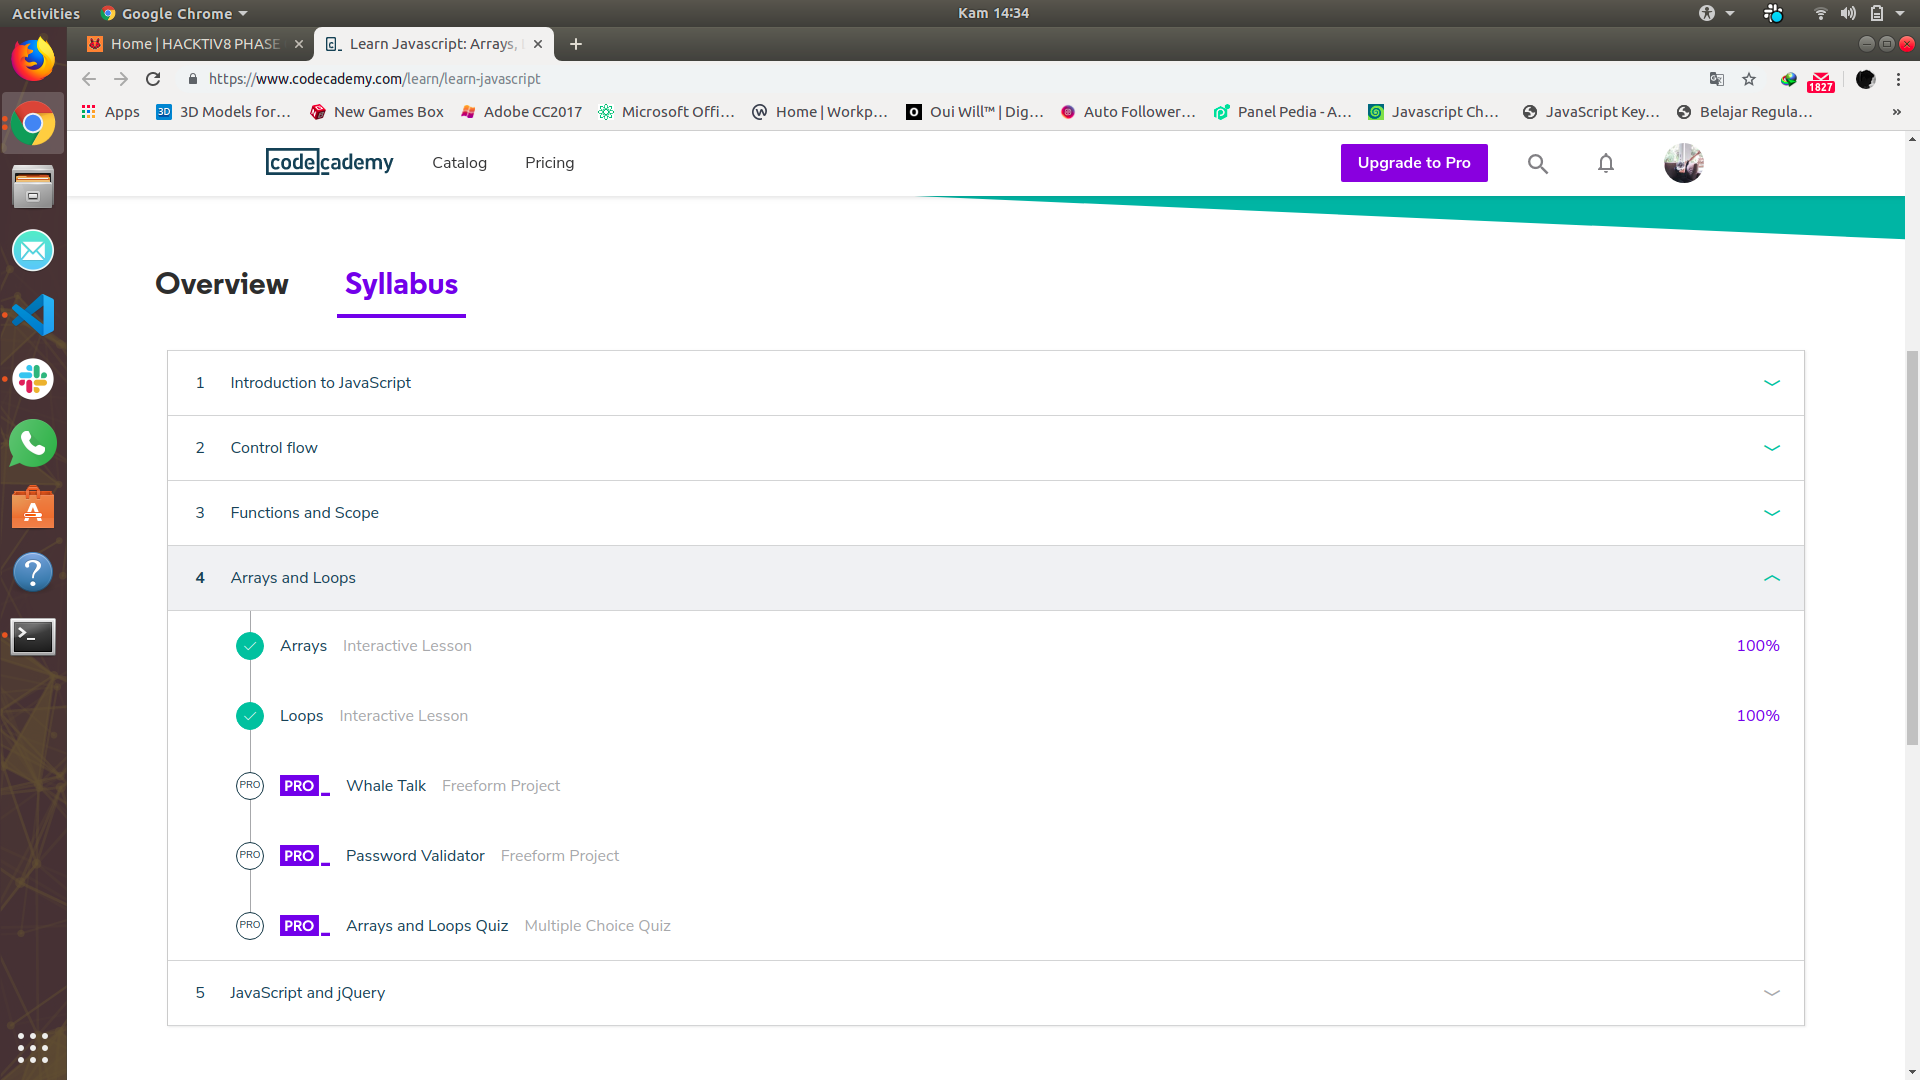 Activities Google Chrome Kam 14:34
Home | HACKTIV8 PHASE Learn Javascript: Arrays,
https://www.codecademy.com/learn/learn-javascript 1827
Apps 3D Models for… New Games Box Adobe CC2017 Microsoft Offi… Home | Workp… Oui Will™ | Dig… Auto Follower… Panel Pedia - A… Javascript Ch… JavaScript Key… Belajar Regula… »
codecademy Catalog Pricing Upgrade to Pro
Overview Syllabus
1 Introduction to JavaScript
2 Control flow
3 Functions and Scope
4 Arrays and Loops
Arrays Interactive Lesson 100%
Loops Interactive Lesson 100%
PRO PRO_ Whale Talk Freeform Project
PRO PRO_ Password Validator Freeform Project
PRO PRO_ Arrays and Loops Quiz Multiple Choice Quiz
5 JavaScript and jQuery